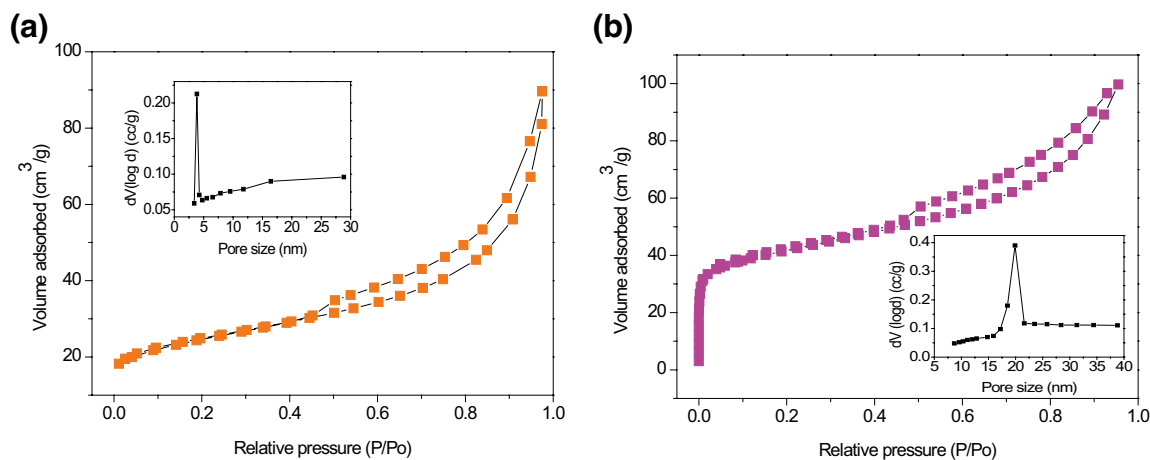 (a)
100
80
60
40
20
0.0 0.2 0.4 0.6 0.8 1.0
Volume adsorbed (cm3/g)
Relative pressure (P/Po)
0.20
0.15
0.10
0.05
0 5 10 15 20 25 30
dV(log d) (cc/g)
Pore size (nm)
(b)
100
80
60
40
20
0
0.0 0.2 0.4 0.6 0.8 1.0
Volume adsorbed (cm3/g)
Relative pressure (P/Po)
0.4
0.3
0.2
0.1
0.0
5 10 15 20 25 30 35 40
dV (logd) (cc/g)
Pore size (nm)